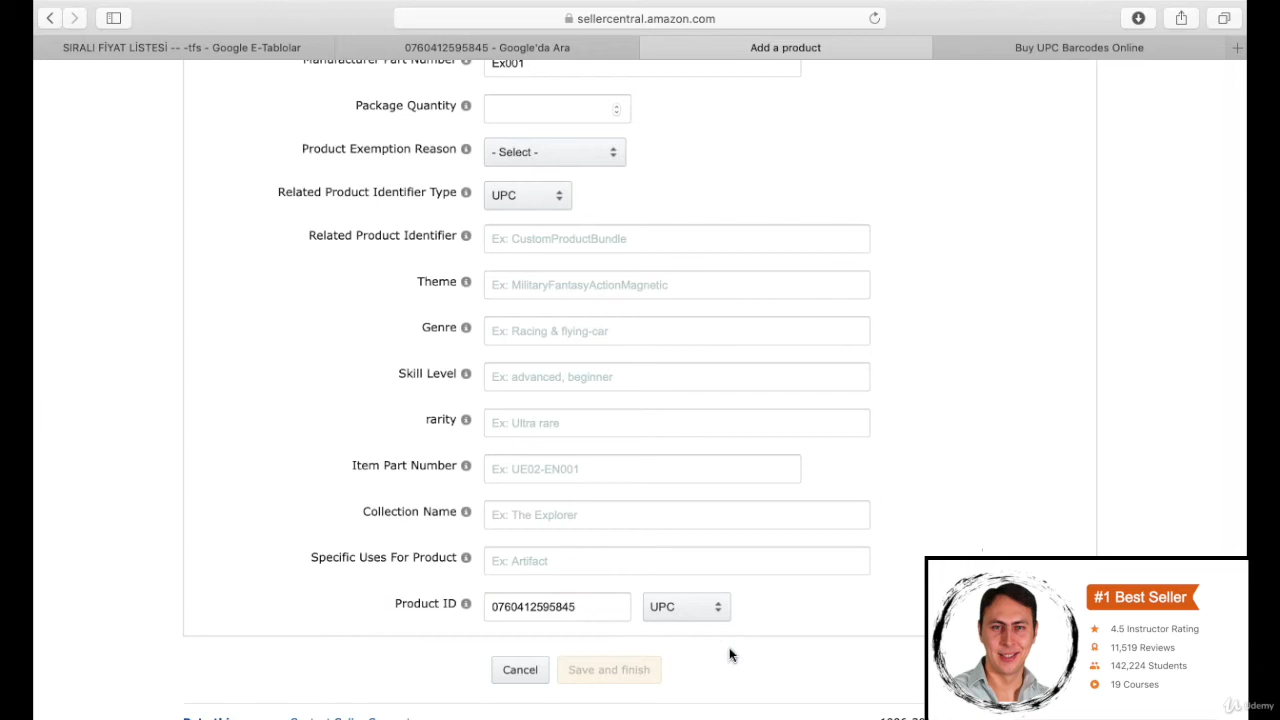 sellercentral.amazon.com
SIRALI FİYAT LİSTESİ -- -tfs - Google E-Tablolar
0760412595845 - Google'da Ara
Add a product
Buy UPC Barcodes Online
Manufacturer Part Number
Ex001
Package Quantity
Product Exemption Reason
- Select -
Related Product Identifier Type
UPC
Related Product Identifier
Ex: CustomProductBundle
Theme
Ex: MilitaryFantasyActionMagnetic
Genre
Ex: Racing & flying-car
Skill Level
Ex: advanced, beginner
rarity
Ex: Ultra rare
Item Part Number
Ex: UE02-EN001
Collection Name
Ex: The Explorer
Specific Uses For Product
Ex: Artifact
Product ID
0760412595845
UPC
Cancel
Save and finish
#1 Best Seller
4.5 Instructor Rating
11,519 Reviews
142,224 Students
19 Courses
Udemy